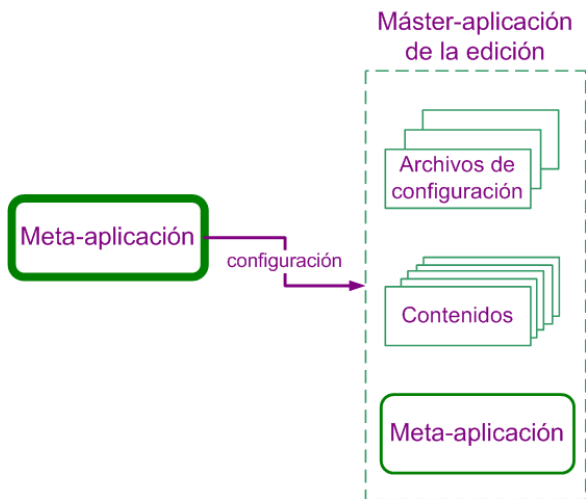 Máster-aplicación
de la edición
Archivos de
configuración
Meta-aplicación
configuración
Contenidos
Meta-aplicación